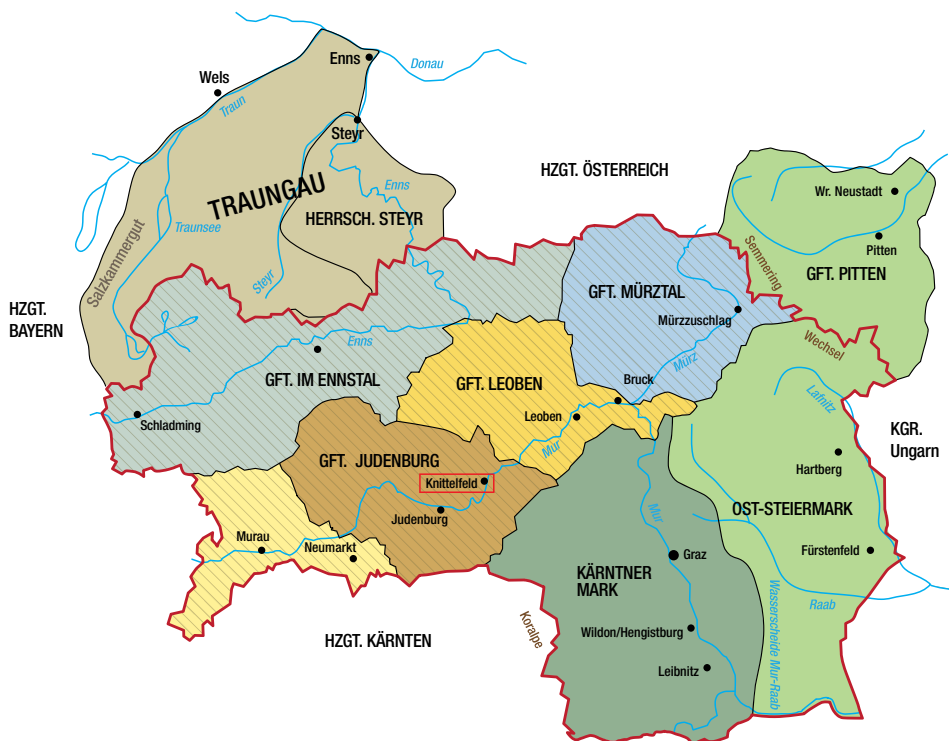 Enns
Donau
Wels
Traun
Steyr
HZGT. ÖSTERREICH
Enns
Wr. Neustadt
TRAUNGAU
HERRSCH. STEYR
Traunsee
Pitten
Semmering
GFT. PITTEN
Salzkammergut
Steyr
GFT. MÜRZTAL
HZGT.
BAYERN
Mürzzuschlag
Enns
Wechsel
GFT. IM ENNSTAL
GFT. LEOBEN
Mürz
Bruck
Lafnitz
Schladming
Leoben
KGR.
Ungarn
Mur
GFT. JUDENBURG
Hartberg
Knittelfeld
Judenburg
OST-STEIERMARK
Mur
Murau
Neumarkt
Graz
Fürstenfeld
KÄRNTNER
MARK
Raab
Koralpe
Wildon/Hengistburg
HZGT. KÄRNTEN
Leibnitz
Wasserscheide Mur-Raab